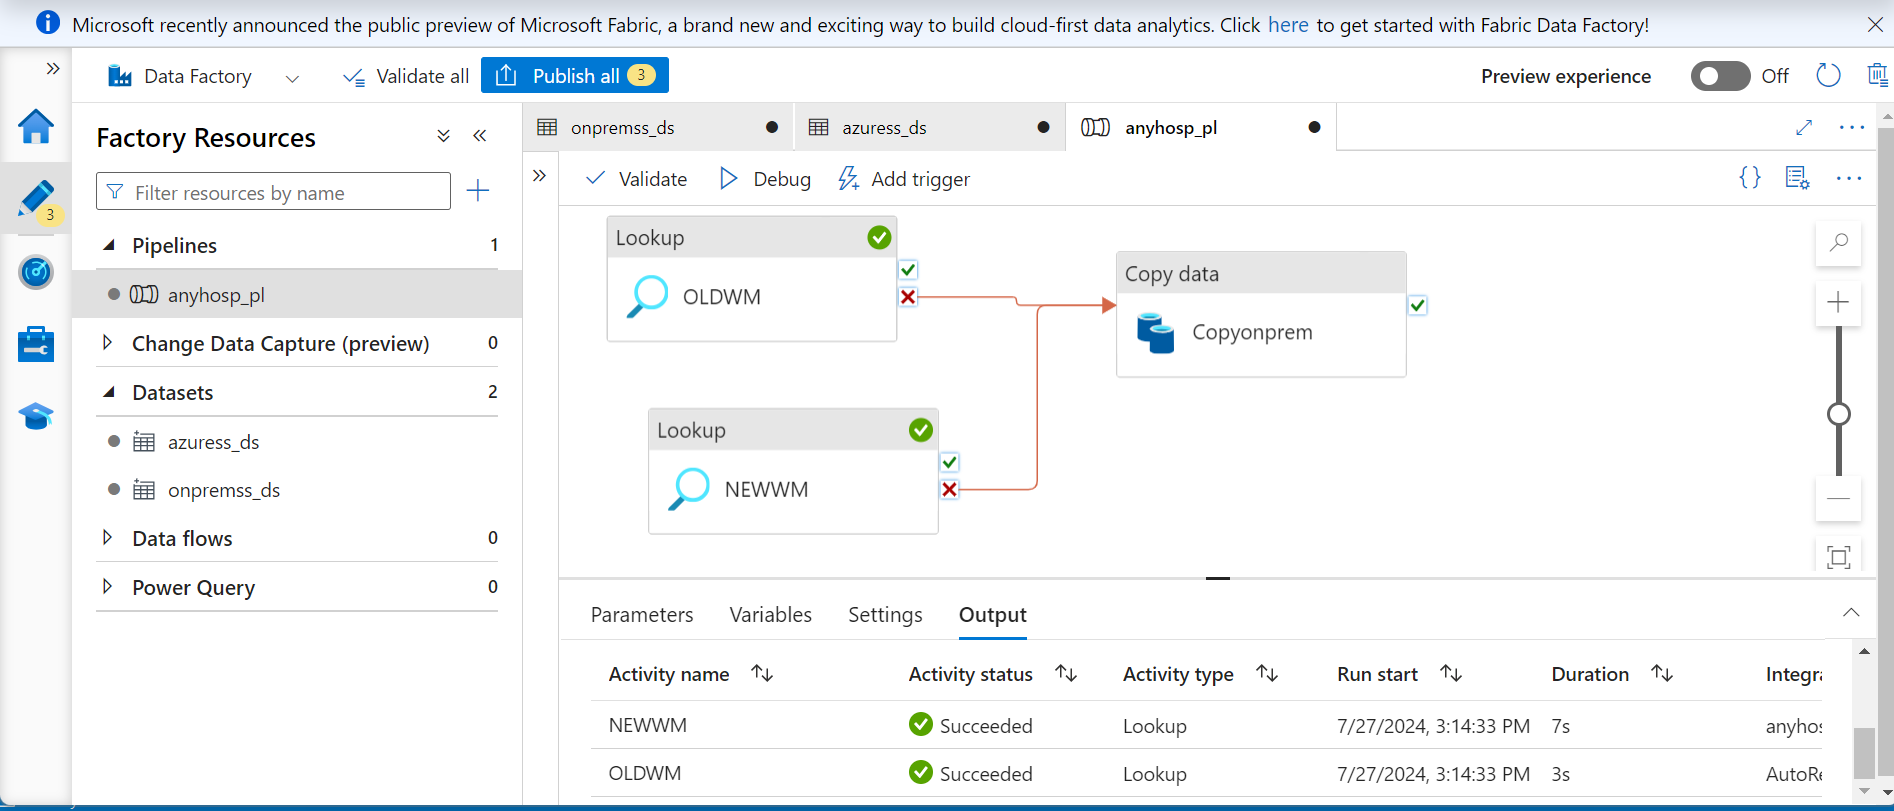 Microsoft recently announced the public preview of Microsoft Fabric, a brand new and exciting way to build cloud-first data analytics. Click here to get started with Fabric Data Factory!
Data Factory
Validate all
Publish all 3
Preview experience
Off
3
Factory Resources
Filter resources by name
Pipelines 1
anyhosp_pl
Change Data Capture (preview) 0
Datasets 2
azuress_ds
onpremss_ds
Data flows 0
Power Query 0
onpremss_ds
azuress_ds
anyhosp_pl
Validate
Debug
Add trigger
Lookup
OLDWM
Copy data
Copyonprem
Lookup
NEWWM
Parameters Variables Settings Output
Activity name Activity status Activity type Run start Duration Integra
NEWWM Succeeded Lookup 7/27/2024, 3:14:33 PM 7s anyhos
OLDWM Succeeded Lookup 7/27/2024, 3:14:33 PM 3s AutoRe